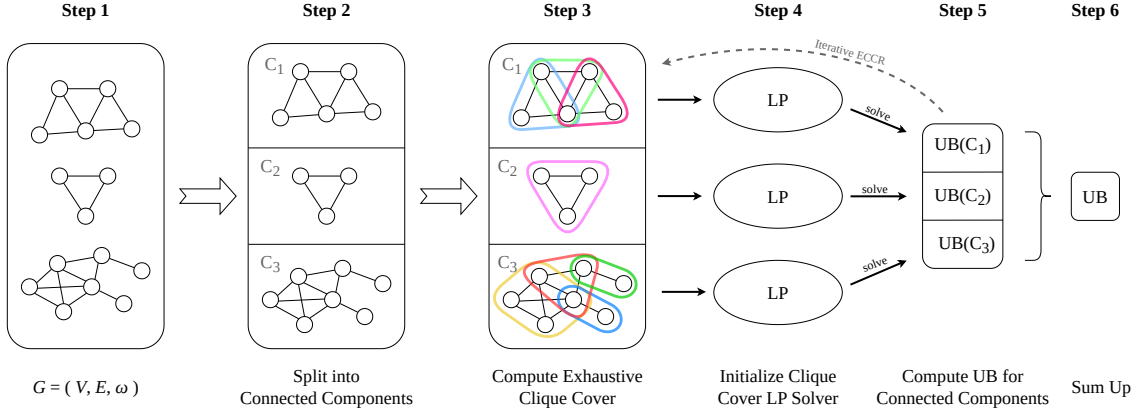 Step 1
Step 2
Step 3
Step 4
Step 5
Step 6
C1
C2
C3
C1
C2
C3
Iterative ECCR
LP
LP
LP
solve
solve
solve
UB(C1)
UB(C2)
UB(C3)
UB
G = ( V, E, ω )
Split into
Connected Components
Compute Exhaustive
Clique Cover
Initialize Clique
Cover LP Solver
Compute UB for
Connected Components
Sum Up